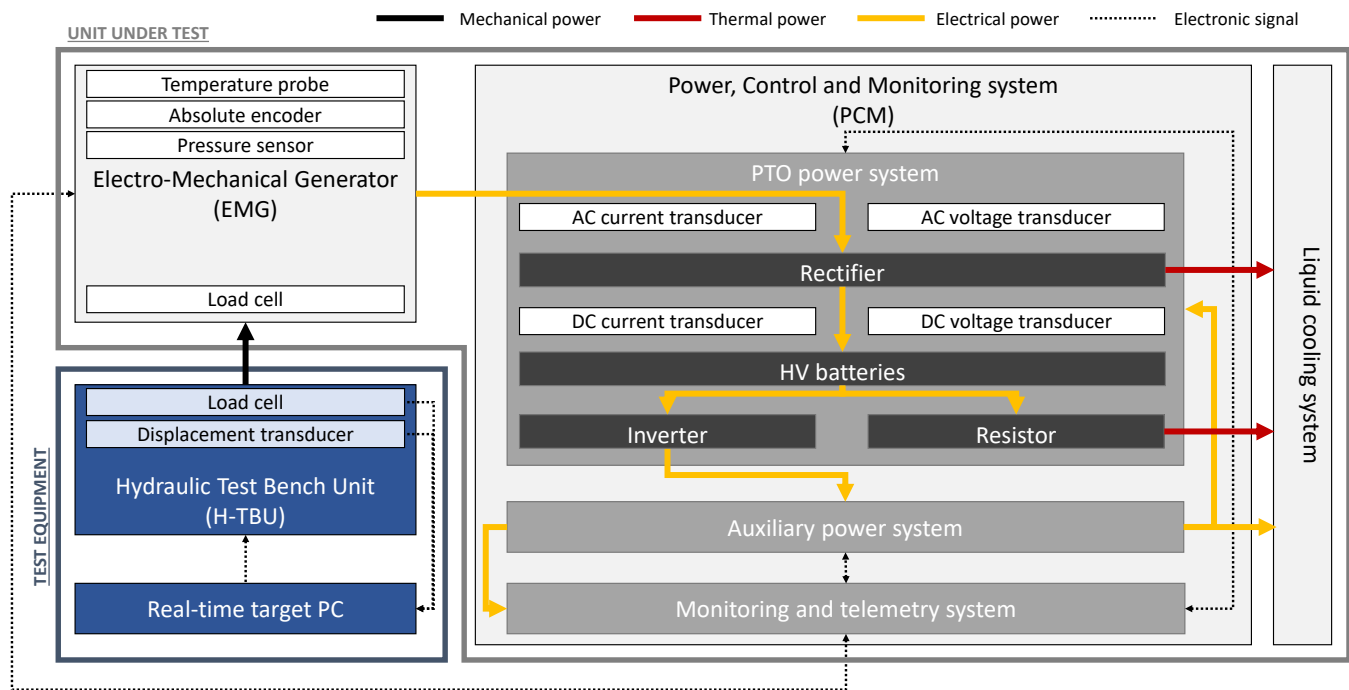 Mechanical power
Thermal power
Electrical power
Electronic signal
UNIT UNDER TEST
Temperature probe
Absolute encoder
Pressure sensor
Electro-Mechanical Generator
(EMG)
Load cell
Power, Control and Monitoring system
(PCM)
PTO power system
AC current transducer
AC voltage transducer
Rectifier
DC current transducer
DC voltage transducer
HV batteries
Inverter
Resistor
Auxiliary power system
Monitoring and telemetry system
Liquid cooling system
TEST EQUIPMENT
Load cell
Displacement transducer
Hydraulic Test Bench Unit
(H-TBU)
Real-time target PC